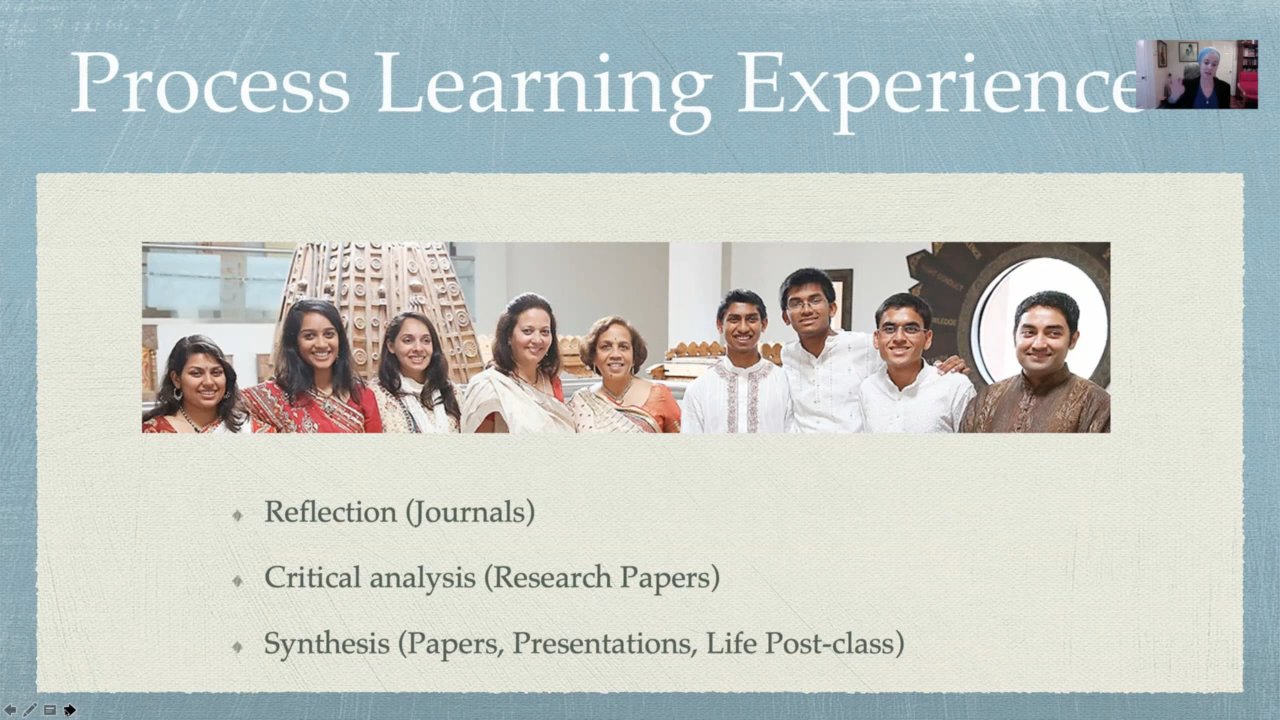 Process Learning Experience
Reflection (Journals)
Critical analysis (Research Papers)
Synthesis (Papers, Presentations, Life Post-class)